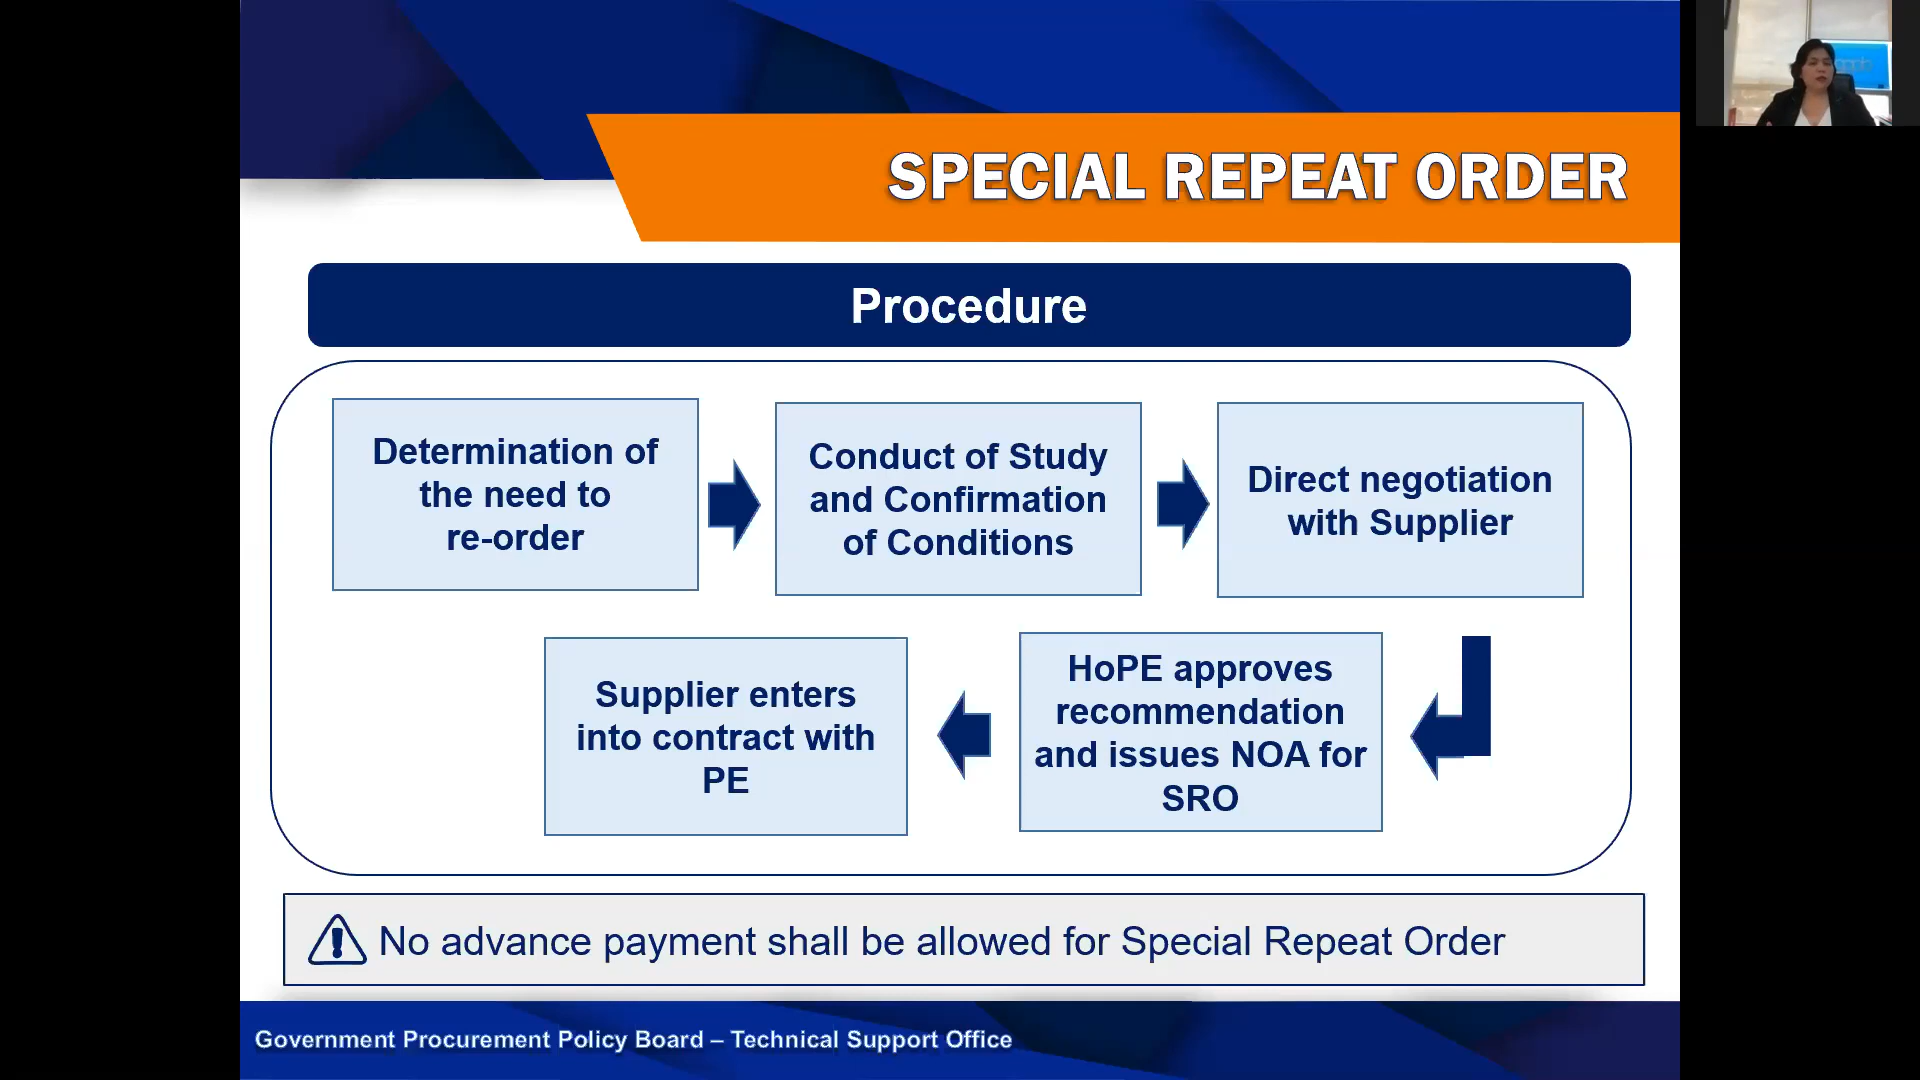 SPECIAL REPEAT ORDER
Procedure
Determination of
the need to
re-order
Conduct of Study
and Confirmation
of Conditions
Direct negotiation
with Supplier
HoPE approves
recommendation
and issues NOA for
SRO
Supplier enters
into contract with
PE
No advance payment shall be allowed for Special Repeat Order
Government Procurement Policy Board – Technical Support Office